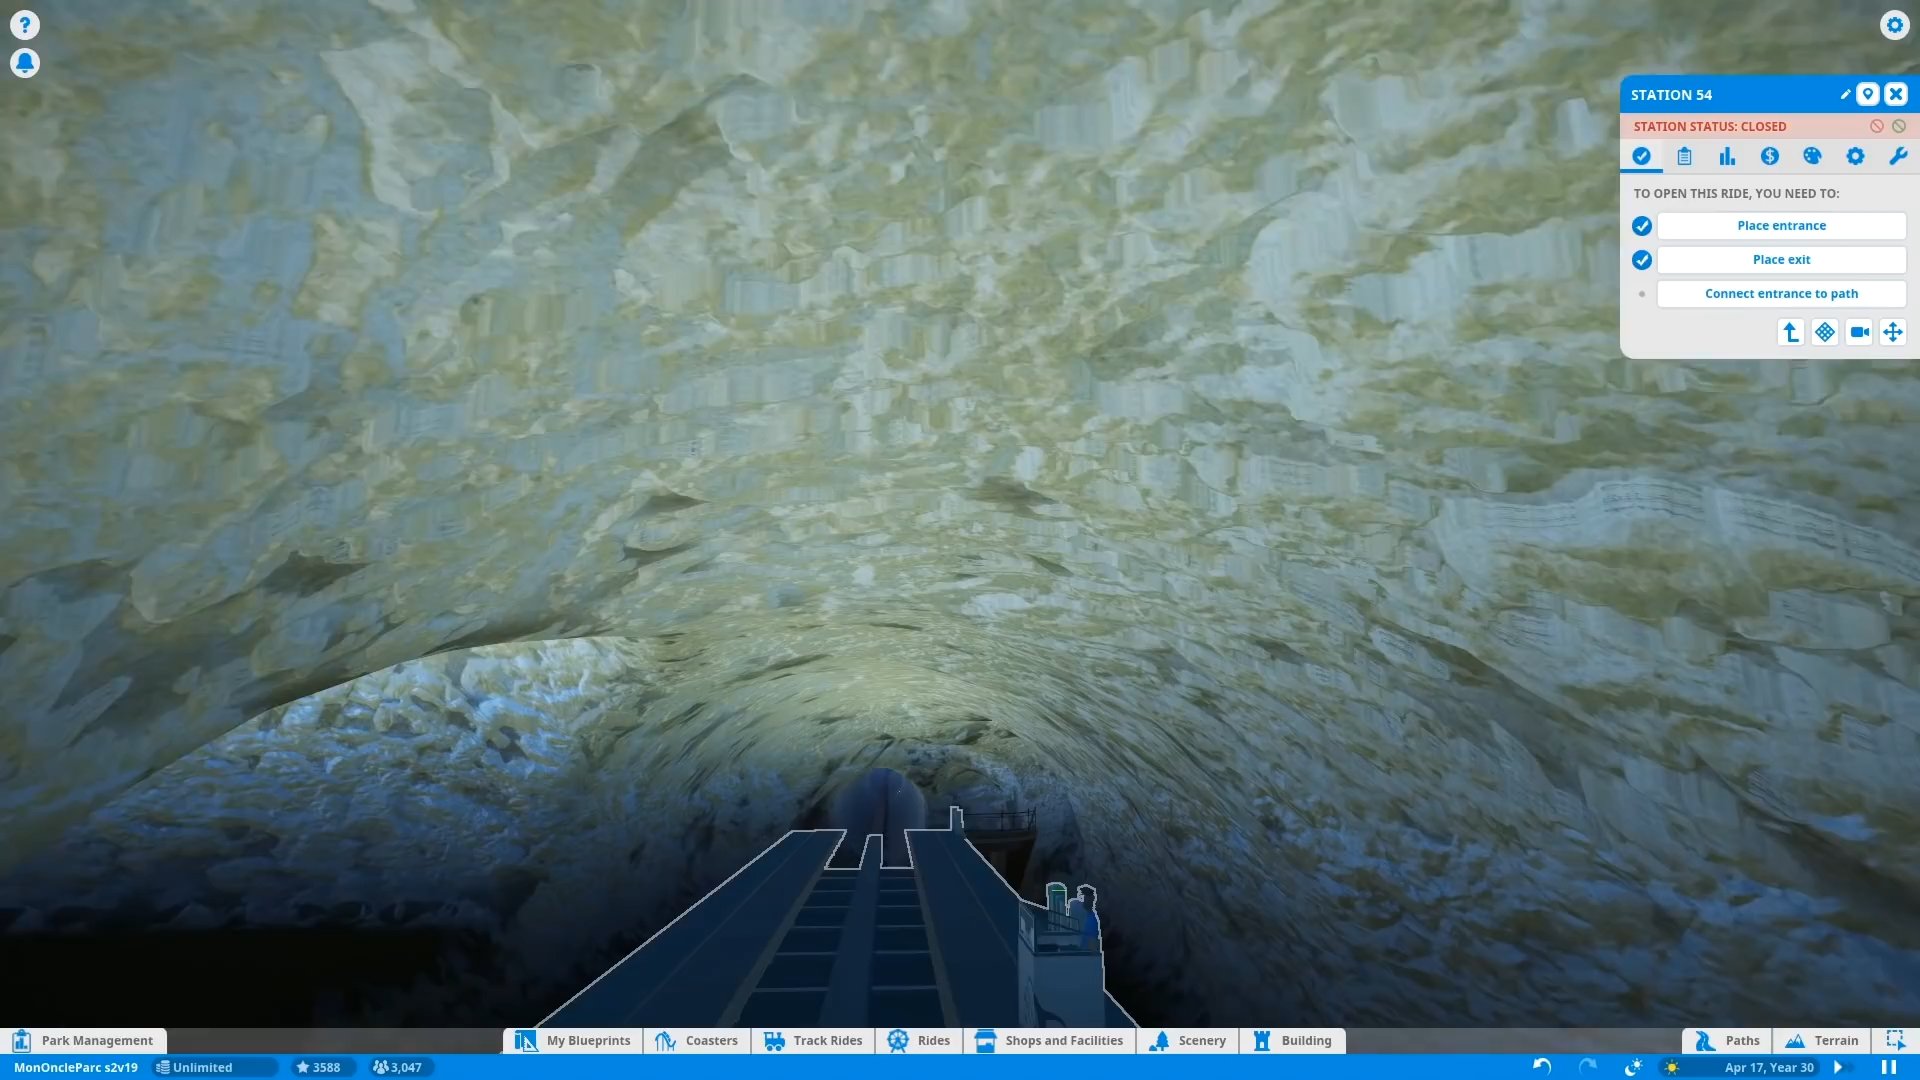 STATION 54
STATION STATUS: CLOSED
TO OPEN THIS RIDE, YOU NEED TO:
Place entrance
Place exit
Connect entrance to path
Park Management
My Blueprints
Coasters
Track Rides
Rides
Shops and Facilities
Scenery
Building
Paths
Terrain
MonOncleParc s2v19
Unlimited
3588
3,047
Apr 17, Year 30